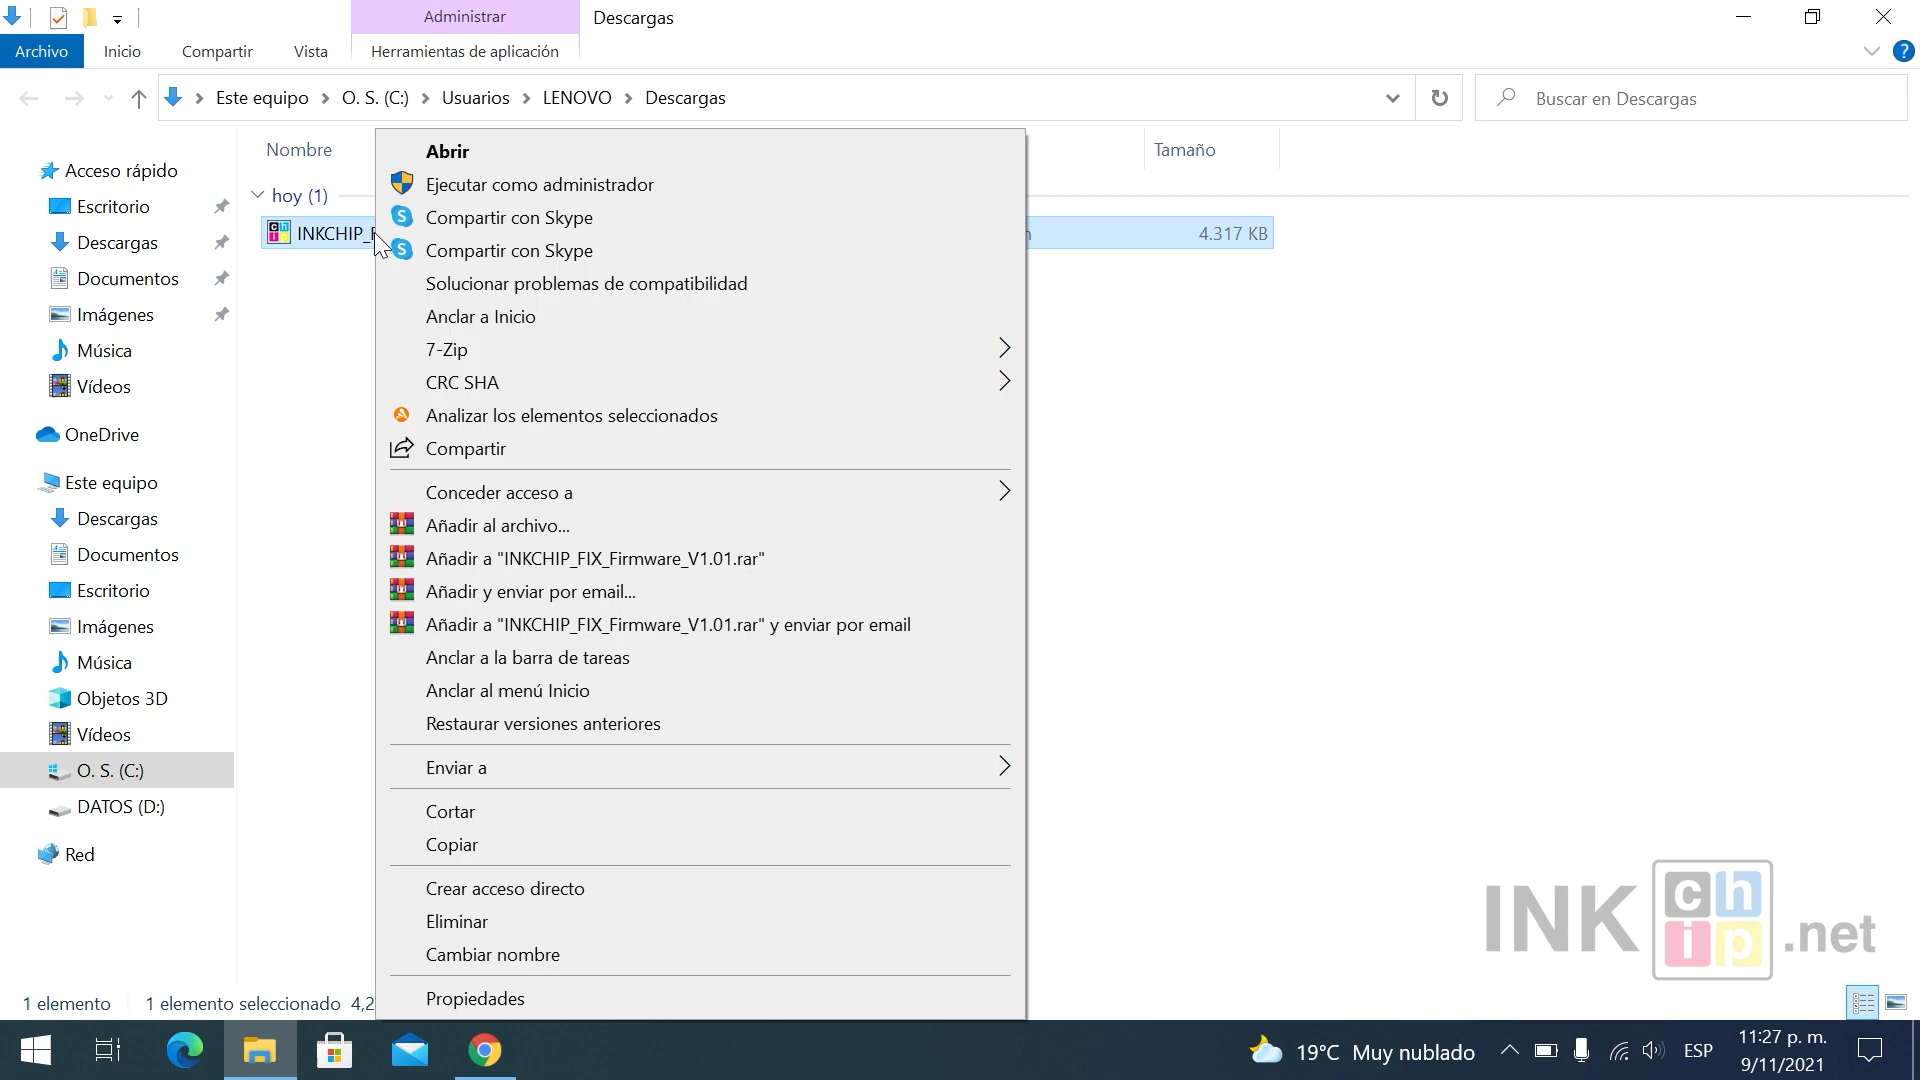 Administrar
Descargas
Archivo
Inicio
Compartir
Vista
Herramientas de aplicación
?
Este equipo
O. S. (C:)
Usuarios
LENOVO
Descargas
Buscar en Descargas
Nombre
Tamaño
hoy (1)
INKCHIP_F
4.317 KB
Acceso rápido
Escritorio
Descargas
Documentos
Imágenes
Música
Vídeos
OneDrive
Este equipo
Descargas
Documentos
Escritorio
Imágenes
Música
Objetos 3D
Vídeos
O. S. (C:)
DATOS (D:)
Red
Abrir
Ejecutar como administrador
Compartir con Skype
Compartir con Skype
Solucionar problemas de compatibilidad
Anclar a Inicio
7-Zip
CRC SHA
Analizar los elementos seleccionados
Compartir
Conceder acceso a
Añadir al archivo...
Añadir a "INKCHIP_FIX_Firmware_V1.01.rar"
Añadir y enviar por email...
Añadir a "INKCHIP_FIX_Firmware_V1.01.rar" y enviar por email
Anclar a la barra de tareas
Anclar al menú Inicio
Restaurar versiones anteriores
Enviar a
Cortar
Copiar
Crear acceso directo
Eliminar
Cambiar nombre
Propiedades
INK chip .net
1 elemento
1 elemento seleccionado 4,2
19°C Muy nublado
ESP
11:27 p. m.
9/11/2021